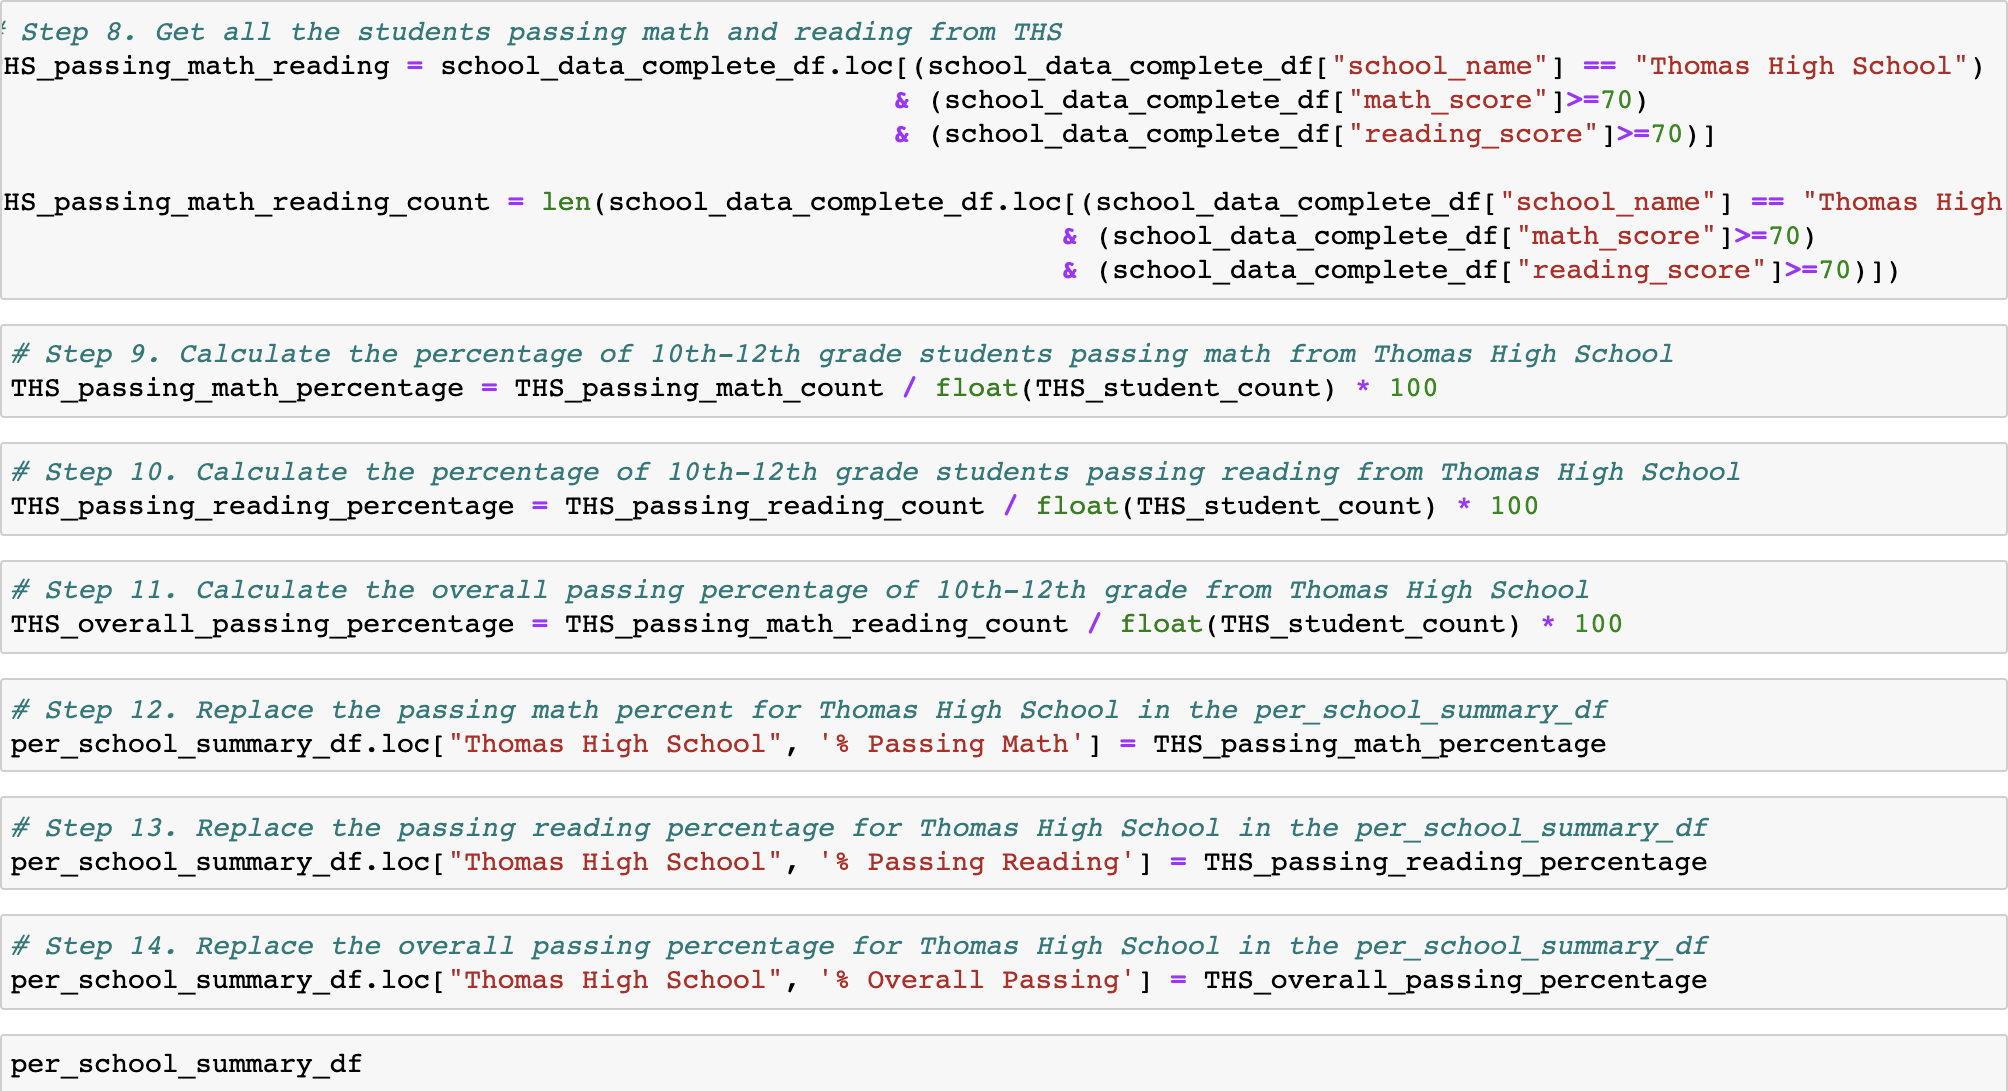 # Step 8. Get all the students passing math and reading from THS
HS_passing_math_reading = school_data_complete_df.loc[(school_data_complete_df["school_name"] == "Thomas High School")
& (school_data_complete_df["math_score"]>=70)
& (school_data_complete_df["reading_score"]>=70)]
HS_passing_math_reading_count = len(school_data_complete_df.loc[(school_data_complete_df["school_name"] == "Thomas High
& (school_data_complete_df["math_score"]>=70)
& (school_data_complete_df["reading_score"]>=70)])
# Step 9. Calculate the percentage of 10th-12th grade students passing math from Thomas High School
THS_passing_math_percentage = THS_passing_math_count / float(THS_student_count) * 100
# Step 10. Calculate the percentage of 10th-12th grade students passing reading from Thomas High School
THS_passing_reading_percentage = THS_passing_reading_count / float(THS_student_count) * 100
# Step 11. Calculate the overall passing percentage of 10th-12th grade from Thomas High School
THS_overall_passing_percentage = THS_passing_math_reading_count / float(THS_student_count) * 100
# Step 12. Replace the passing math percent for Thomas High School in the per_school_summary_df
per_school_summary_df.loc["Thomas High School", '% Passing Math'] = THS_passing_math_percentage
# Step 13. Replace the passing reading percentage for Thomas High School in the per_school_summary_df
per_school_summary_df.loc["Thomas High School", '% Passing Reading'] = THS_passing_reading_percentage
# Step 14. Replace the overall passing percentage for Thomas High School in the per_school_summary_df
per_school_summary_df.loc["Thomas High School", '% Overall Passing'] = THS_overall_passing_percentage
per_school_summary_df